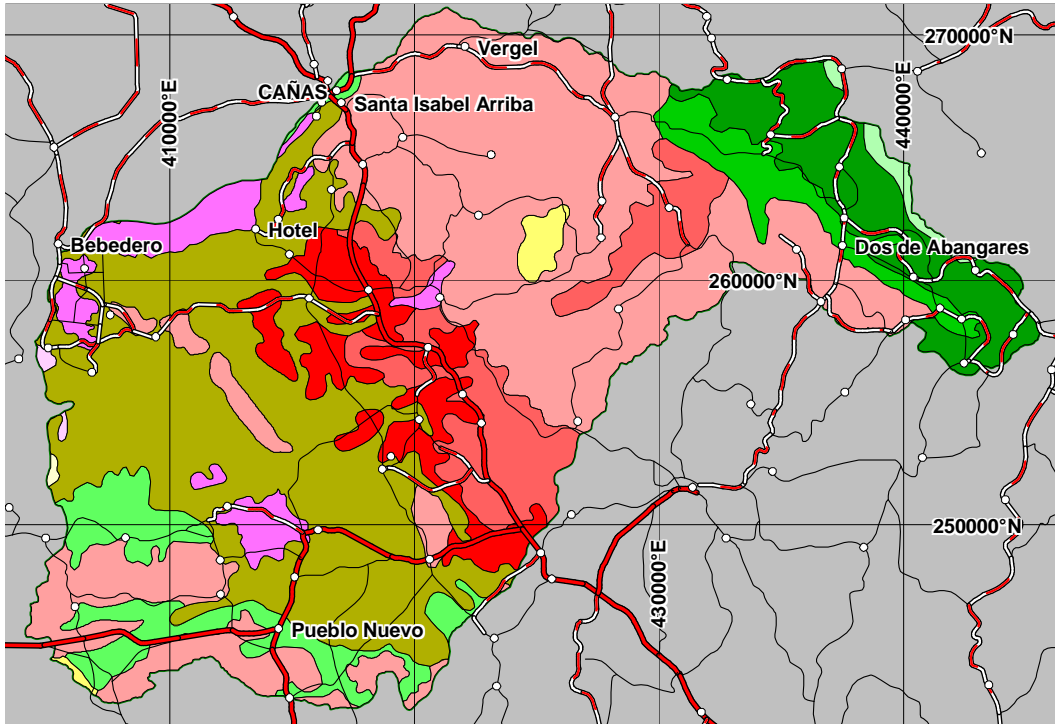 270000°N
Vergel
CAÑAS
Santa Isabel Arriba
410000°E
440000°E
Hotel
Bebedero
Dos de Abangares
260000°N
250000°N
430000°E
Pueblo Nuevo